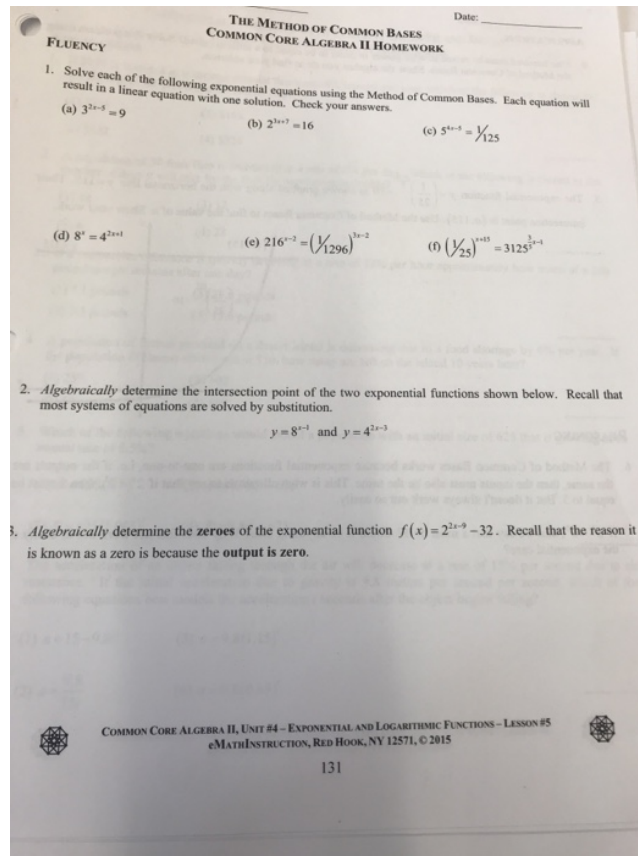 Date:
THE METHOD OF COMMON BASES
COMMON CORE ALGEBRA II HOMEWORK
FLUENCY
1. Solve each of the following exponential equations using the Method of Common Bases. Each equation will
result in a linear equation with one solution. Check your answers.
(a) 3^{2x-5} = 9 (b) 2^{3x+7} = 16 (c) 5^{4x-5} = 1/125
(d) 8^x = 4^{2x+1} (e) 216^{x-2} = (1/1296)^{3x-2} (f) (1/25)^{x+15} = 3125^{\frac{3}{5}x-1}
2. Algebraically determine the intersection point of the two exponential functions shown below. Recall that
most systems of equations are solved by substitution.
y = 8^{x-1} and y = 4^{2x-3}
3. Algebraically determine the zeroes of the exponential function f(x) = 2^{2x-9} - 32. Recall that the reason it
is known as a zero is because the output is zero.
COMMON CORE ALGEBRA II, UNIT #4 – EXPONENTIAL AND LOGARITHMIC FUNCTIONS – LESSON #5
eMATHINSTRUCTION, RED HOOK, NY 12571, © 2015
131